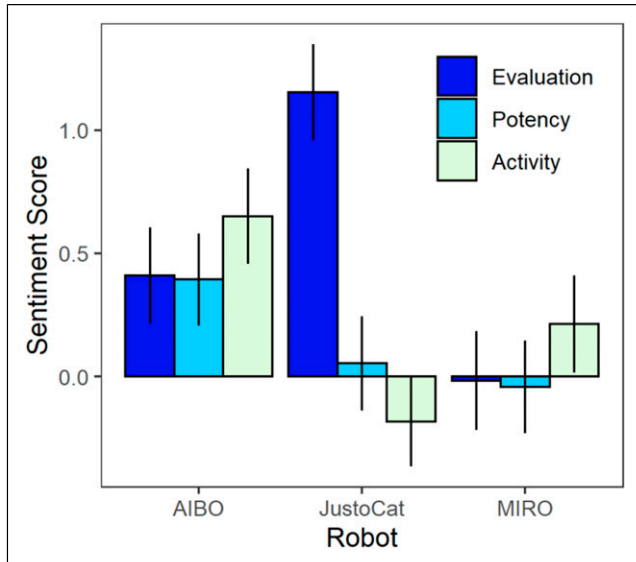 Evaluation
Potency
Activity
Sentiment Score
1.0
0.5
0.0
AIBO JustoCat MIRO
Robot